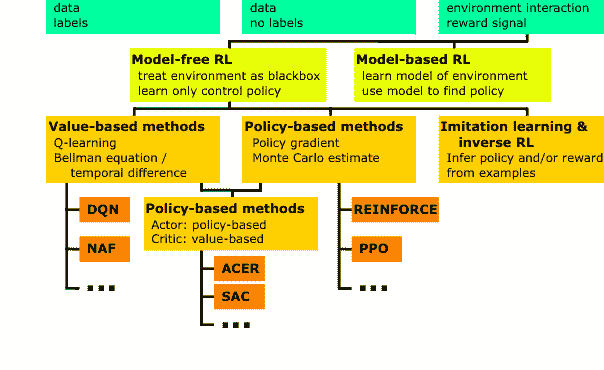 data
labels
data
no labels
environment interaction
reward signal
Model-free RL
treat environment as blackbox
learn only control policy
Model-based RL
learn model of environment
use model to find policy
Value-based methods
Q-learning
Bellman equation /
temporal difference
Policy-based methods
Policy gradient
Monte Carlo estimate
Imitation learning &
inverse RL
Infer policy and/or reward
from examples
DQN
NAF
...
Policy-based methods
Actor: policy-based
Critic: value-based
ACER
SAC
...
REINFORCE
PPO
...